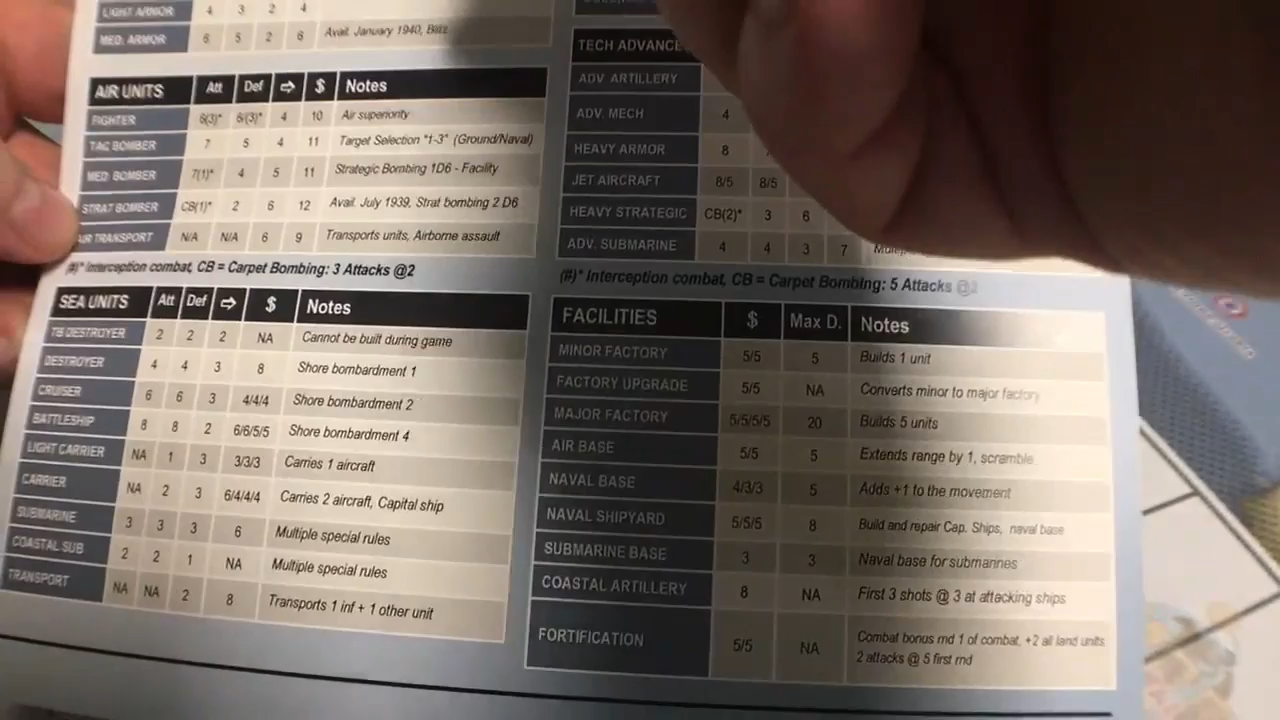 LIGHT ARMOR 4 3 2 4
MED. ARMOR 6 5 2 6 Avail. January 1940, Blitz
AIR UNITS Att Def ⇨ $ Notes
FIGHTER 6(3)* 6(3)* 4 10 Air superiority
TAC BOMBER 7 5 4 11 Target Selection "1-3" (Ground/Naval)
MED. BOMBER 7(1)* 4 5 11 Strategic Bombing 1D6 - Facility
STRAT BOMBER CB(1)* 2 6 12 Avail. July 1939, Strat bombing 2 D6
AIR TRANSPORT N/A N/A 6 9 Transports units, Airborne assault
(#)* Interception combat, CB = Carpet Bombing: 3 Attacks @2
SEA UNITS Att Def ⇨ $ Notes
TB DESTROYER 2 2 2 NA Cannot be built during game
DESTROYER 4 4 3 8 Shore bombardment 1
CRUISER 6 6 3 4/4/4 Shore bombardment 2
BATTLESHIP 8 8 2 6/6/5/5 Shore bombardment 4
LIGHT CARRIER NA 1 3 3/3/3 Carries 1 aircraft
CARRIER NA 2 3 6/4/4/4 Carries 2 aircraft, Capital ship
SUBMARINE 3 3 3 6 Multiple special rules
COASTAL SUB 2 2 1 NA Multiple special rules
TRANSPORT NA NA 2 8 Transports 1 inf + 1 other unit
TECH ADVANCE
ADV ARTILLERY
ADV. MECH 4
HEAVY ARMOR 8
JET AIRCRAFT 8/5 8/5
HEAVY STRATEGIC CB(2)* 3 6
ADV. SUBMARINE 4 4 3 7
(#)* Interception combat, CB = Carpet Bombing: 5 Attacks
FACILITIES $ Max D. Notes
MINOR FACTORY 5/5 5 Builds 1 unit
FACTORY UPGRADE 5/5 NA Converts minor to major factory
MAJOR FACTORY 5/5/5/5 20 Builds 5 units
AIR BASE 5/5 5 Extends range by 1, scramble
NAVAL BASE 4/3/3 5 Adds +1 to the movement
NAVAL SHIPYARD 5/5/5 8 Build and repair Cap. Ships, naval base
SUBMARINE BASE 3 3 Naval base for submarines
COASTAL ARTILLERY 8 NA First 3 shots @ 3 at attacking ships
FORTIFICATION 5/5 NA Combat bonus rnd 1 of combat. +2 all land units
2 attacks @ 5 first rnd